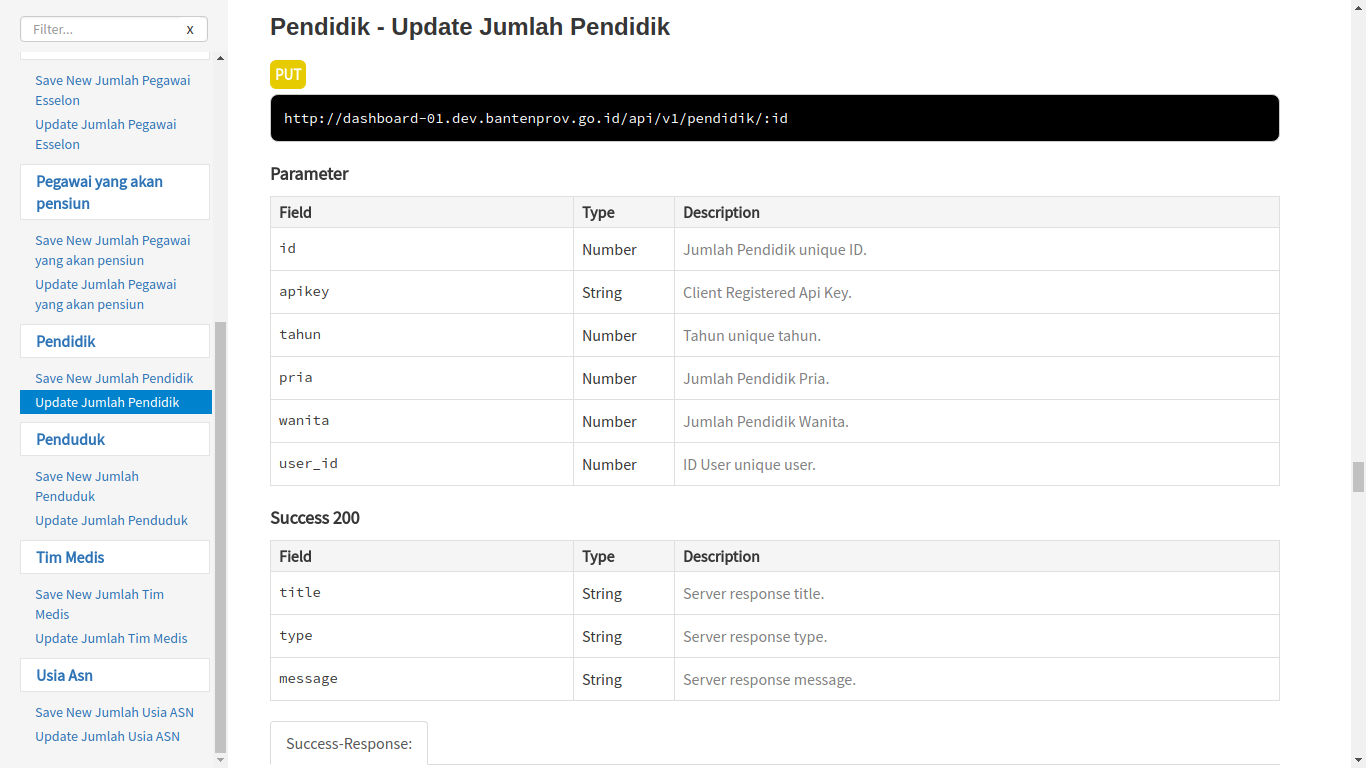 Filter...
x
Save New Jumlah Pegawai
Esselon
Update Jumlah Pegawai
Esselon
Pegawai yang akan
pensiun
Save New Jumlah Pegawai
yang akan pensiun
Update Jumlah Pegawai
yang akan pensiun
Pendidik
Save New Jumlah Pendidik
Update Jumlah Pendidik
Penduduk
Save New Jumlah
Penduduk
Update Jumlah Penduduk
Tim Medis
Save New Jumlah Tim
Medis
Update Jumlah Tim Medis
Usia Asn
Save New Jumlah Usia ASN
Update Jumlah Usia ASN
Pendidik - Update Jumlah Pendidik
PUT
http://dashboard-01.dev.bantenprov.go.id/api/v1/pendidik/:id
Parameter
Field Type Description
id Number Jumlah Pendidik unique ID.
apikey String Client Registered Api Key.
tahun Number Tahun unique tahun.
pria Number Jumlah Pendidik Pria.
wanita Number Jumlah Pendidik Wanita.
user_id Number ID User unique user.
Success 200
Field Type Description
title String Server response title.
type String Server response type.
message String Server response message.
Success-Response: